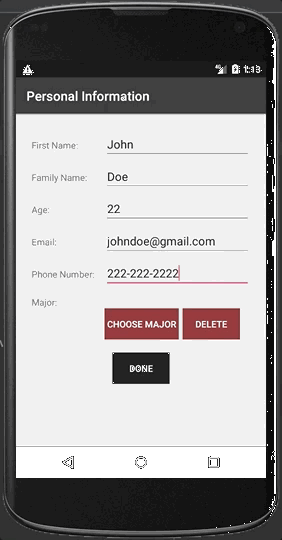 1:13
Personal Information
First Name: John
Family Name: Doe
Age: 22
Email: johndoe@gmail.com
Phone Number: 222-222-2222
Major:
CHOOSE MAJOR DELETE
DONE